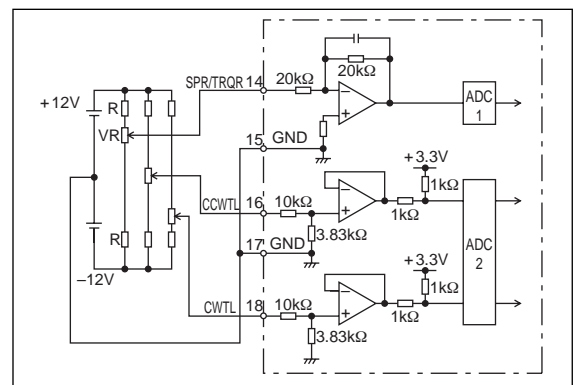 SPR/TRQR 14 20kΩ
20kΩ
ADC
1
+12V
R
VR
R
−12V
15 GND
CCWTL 16 10kΩ
3.83kΩ
1kΩ
+3.3V
1kΩ
17 GND
ADC
2
CWTL 18 10kΩ
3.83kΩ
1kΩ
+3.3V
1kΩ